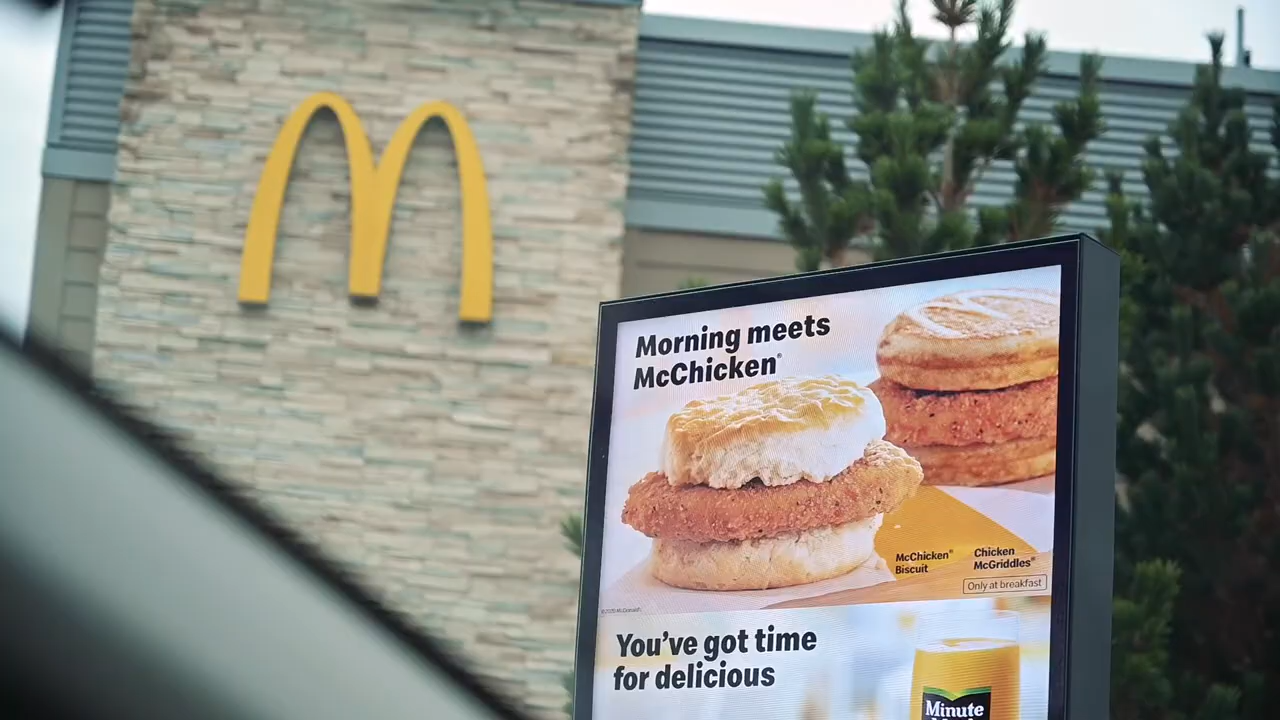 Morning meets
McChicken®
McChicken®
Biscuit
Chicken
McGriddles®
Only at breakfast
You've got time
for delicious
Minute